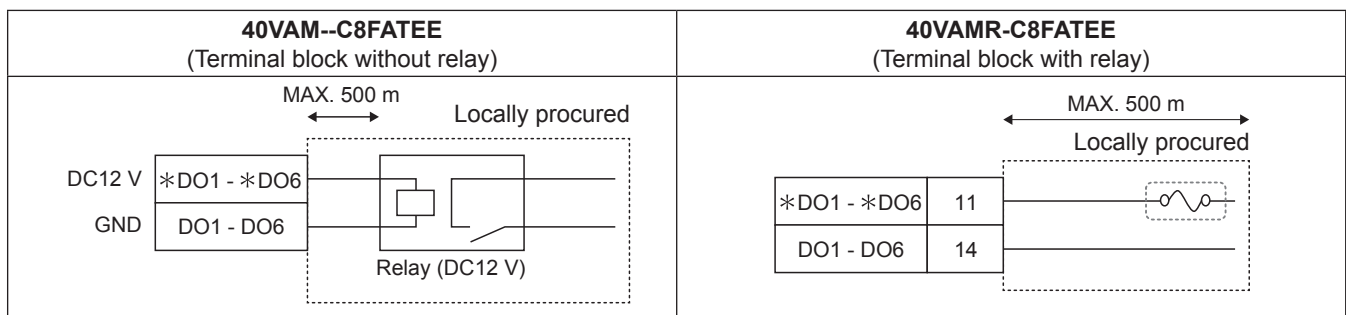 40VAM--C8FATEE
(Terminal block without relay)
MAX. 500 m
Locally procured
DC12 V
*DO1 - *DO6
GND
DO1 - DO6
Relay (DC12 V)
40VAMR-C8FATEE
(Terminal block with relay)
MAX. 500 m
Locally procured
*DO1 - *DO6
11
DO1 - DO6
14